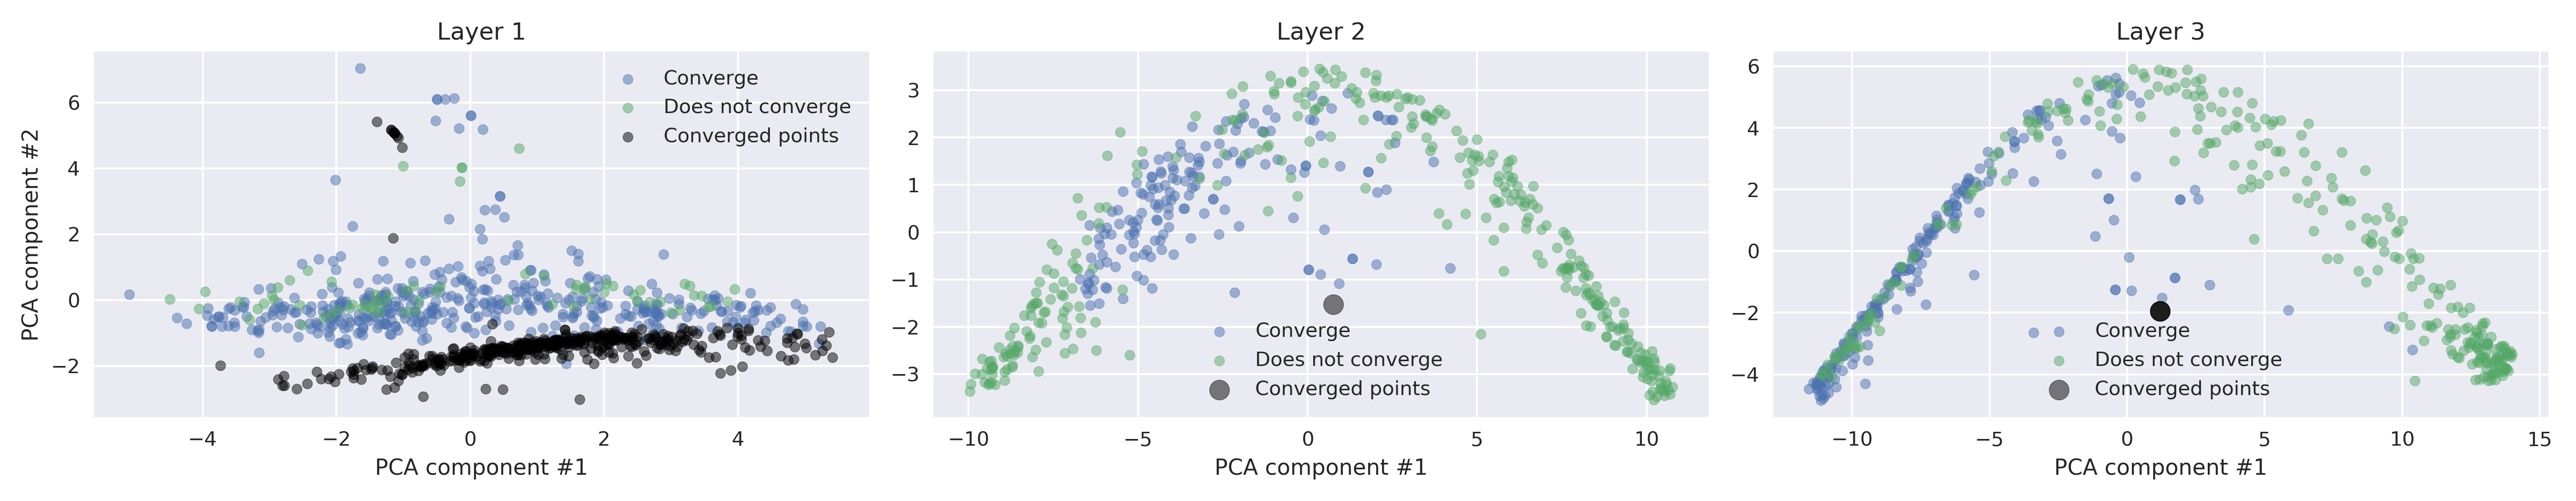 Layer 1
Layer 2
Layer 3
Converge
Does not converge
Converged points
PCA component #2
6
4
2
0
−2
−4
−2
0
2
4
PCA component #1
3
2
1
0
−1
−2
−3
Converge
Does not converge
Converged points
−10
−5
0
5
10
PCA component #1
6
4
2
0
−2
−4
Converge
Does not converge
Converged points
−10
−5
0
5
10
15
PCA component #1